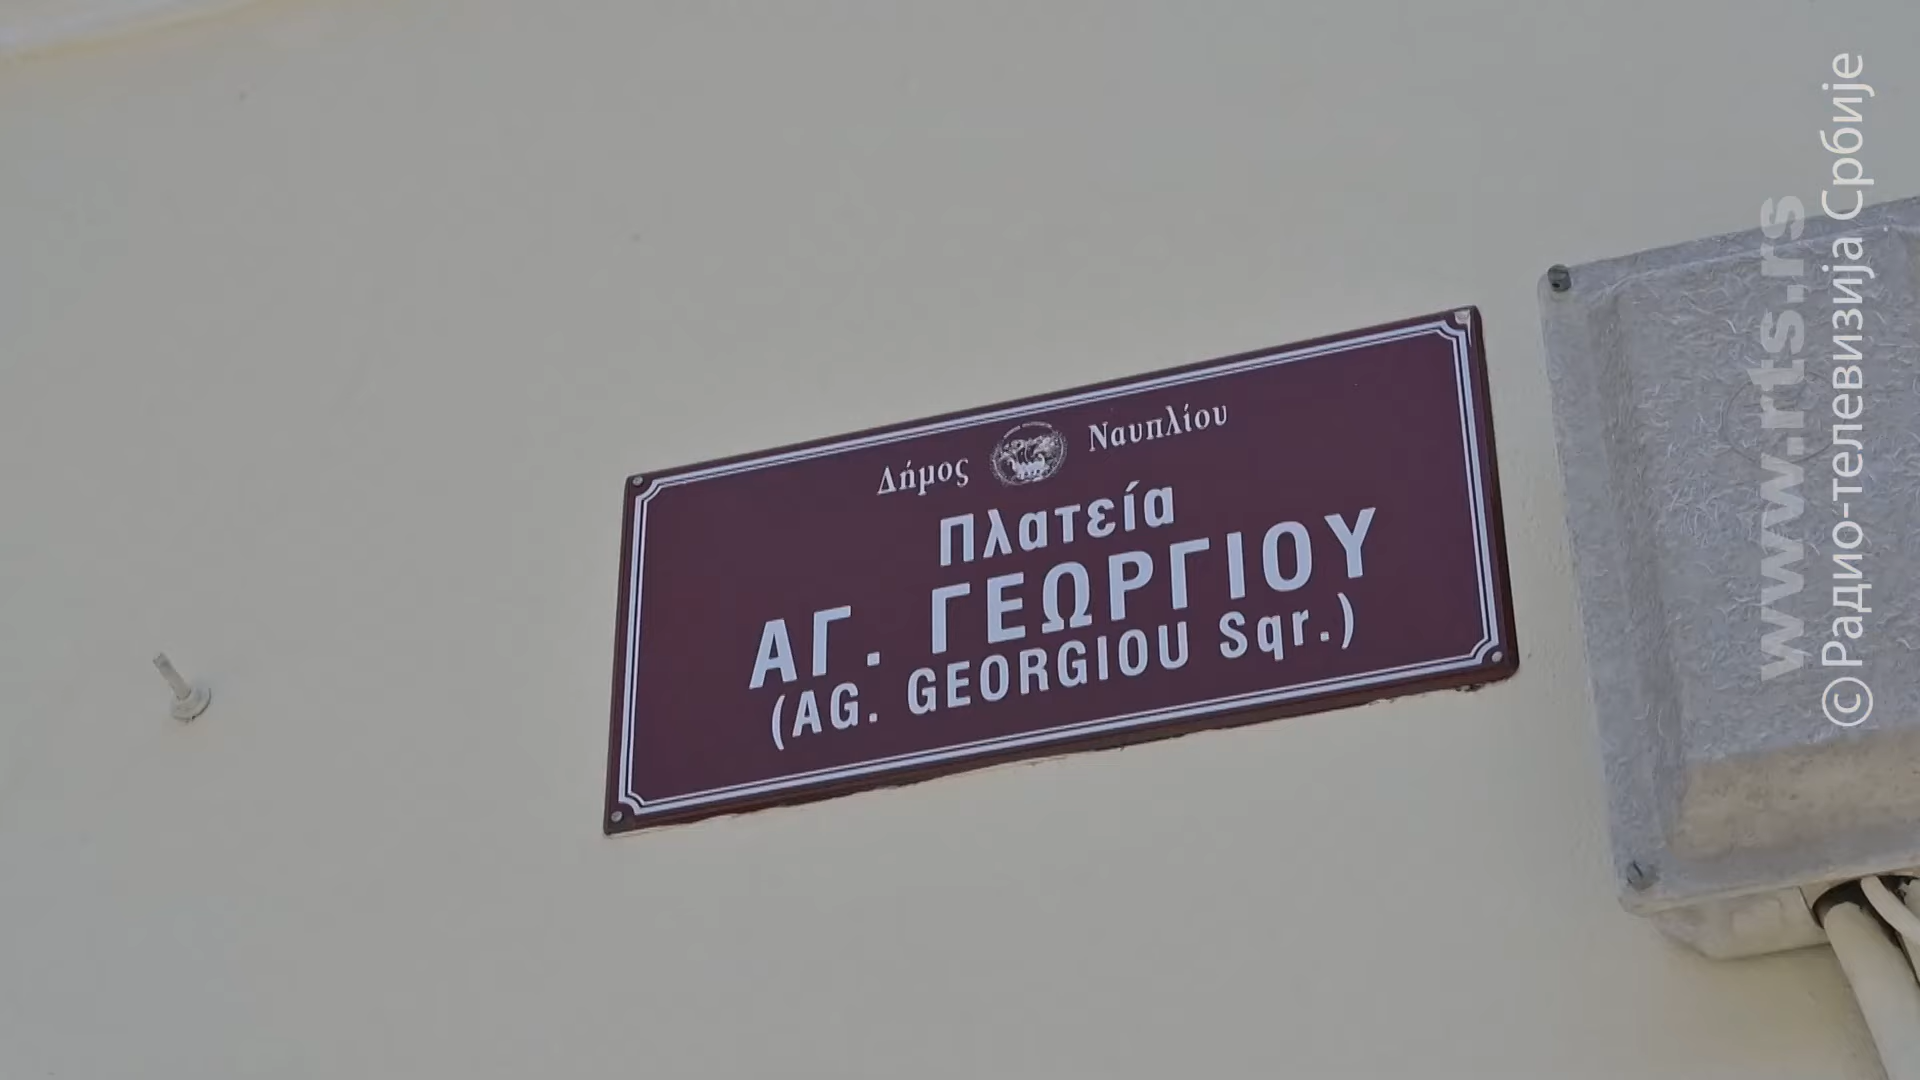 Δήμος Ναυπλίου
Πλατεία
ΑΓ. ΓΕΩΡΓΙΟΥ
(AG. GEORGIOU Sqr.)
www.rts.rs
© Радио-телевизија Србије